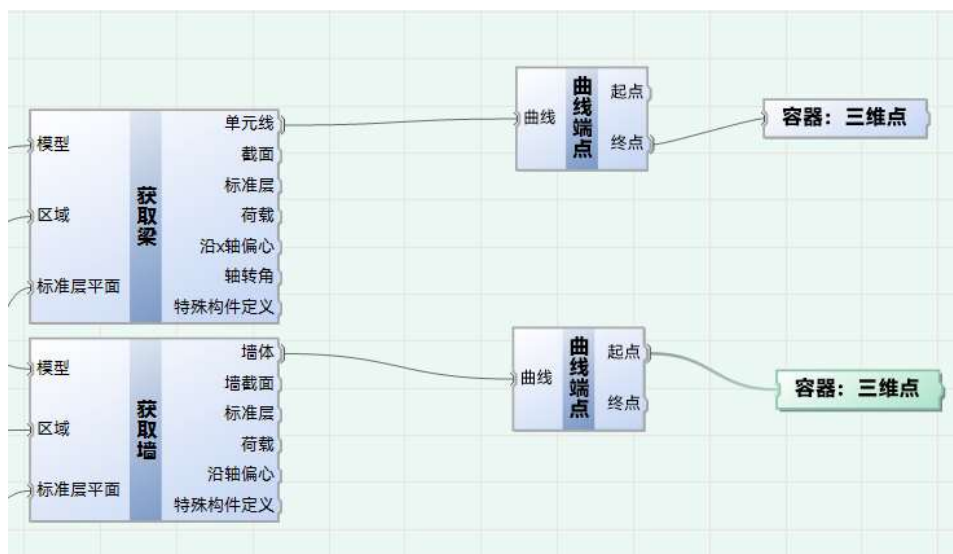 模型
区域
标准层平面
获取梁
单元线
截面
标准层
荷载
沿x轴偏心
轴转角
特殊构件定义
曲线
曲线端点
起点
终点
容器：三维点
模型
区域
标准层平面
获取墙
墙体
墙截面
标准层
荷载
沿轴偏心
特殊构件定义
曲线
曲线端点
起点
终点
容器：三维点